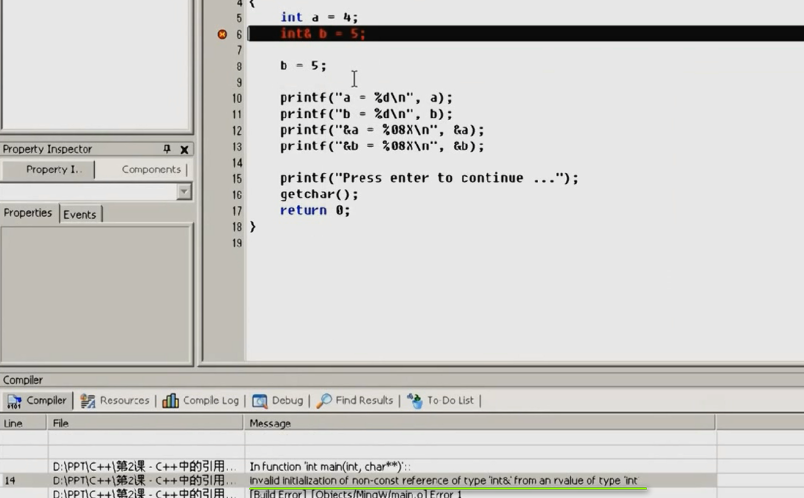 4 {
5 int a = 4;
6 int& b = 5;
7
8 b = 5;
9
10 printf("a = %d\n", a);
11 printf("b = %d\n", b);
12 printf("&a = %08X\n", &a);
13 printf("&b = %08X\n", &b);
14
15 printf("Press enter to continue ...");
16 getchar();
17 return 0;
18 }
19
Property Inspector
Property I.. Components
Properties Events
Compiler
Compiler Resources Compile Log Debug Find Results To Do List
Line File Message
D:\PPT\C++\第2课 - C++中的引用... In function 'int main(int, char**)':
14 D:\PPT\C++\第2课 - C++中的引用... invalid initialization of non-const reference of type 'int&' from an rvalue of type 'int
D:\PPT\C++\第2课 - C++中的引用... [Build Error] [Objects/MingW/main.o] Error 1